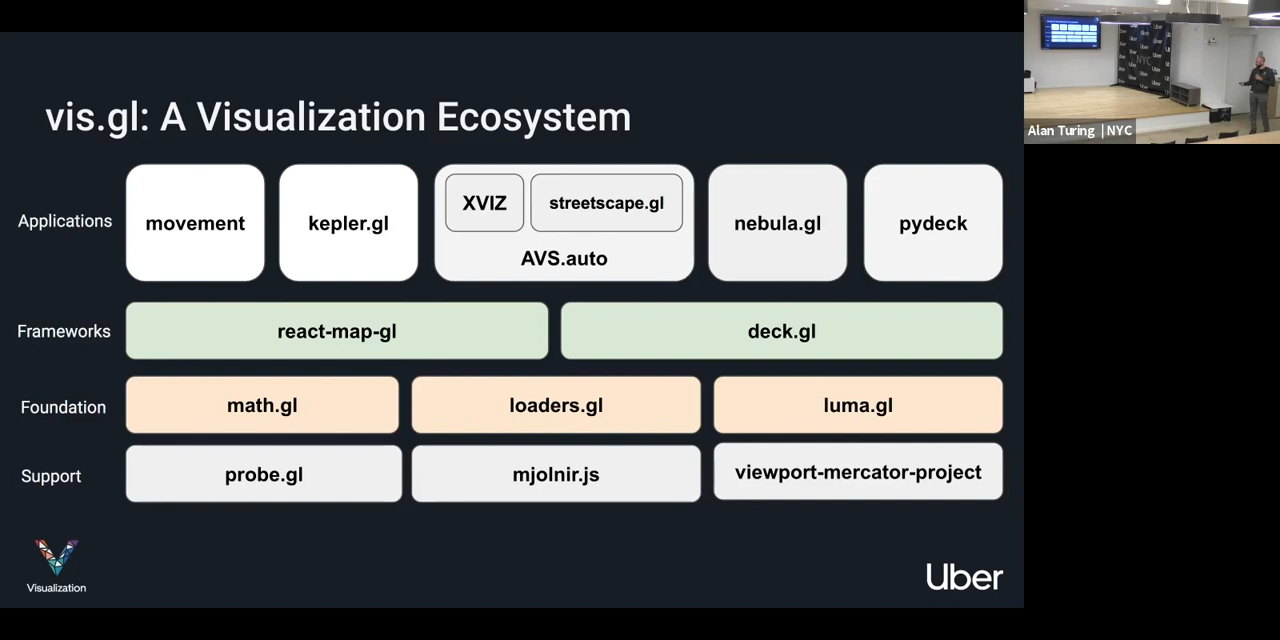 vis.gl: A Visualization Ecosystem
Applications
movement
kepler.gl
XVIZ
streetscape.gl
AVS.auto
nebula.gl
pydeck
Frameworks
react-map-gl
deck.gl
Foundation
math.gl
loaders.gl
luma.gl
Support
probe.gl
mjolnir.js
viewport-mercator-project
Visualization
Uber
NYC
Alan Turing | NYC